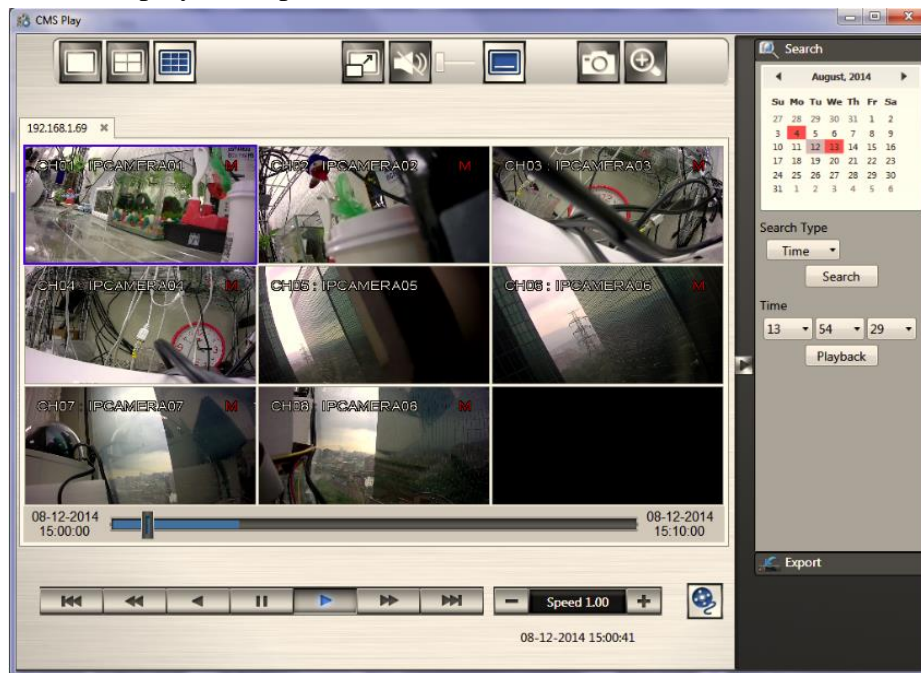 CMS Play
Search
August, 2014
Su Mo Tu We Th Fr Sa
27 28 29 30 31 1 2
3 4 5 6 7 8 9
10 11 12 13 14 15 16
17 18 19 20 21 22 23
24 25 26 27 28 29 30
31 1 2 3 4 5 6
192.168.1.69
CH01 : IPCAMERA01 M
CH02 : IPCAMERA02 M
CH03 : IPCAMERA03 M
CH04 : IPCAMERA04 M
CH05 : IPCAMERA05
CH06 : IPCAMERA06 M
CH07 : IPCAMERA07 M
CH08 : IPCAMERA08 M
Search Type
Time
Search
Time
13 54 29
Playback
08-12-2014
15:00:00
08-12-2014
15:10:00
Export
Speed 1.00
08-12-2014 15:00:41